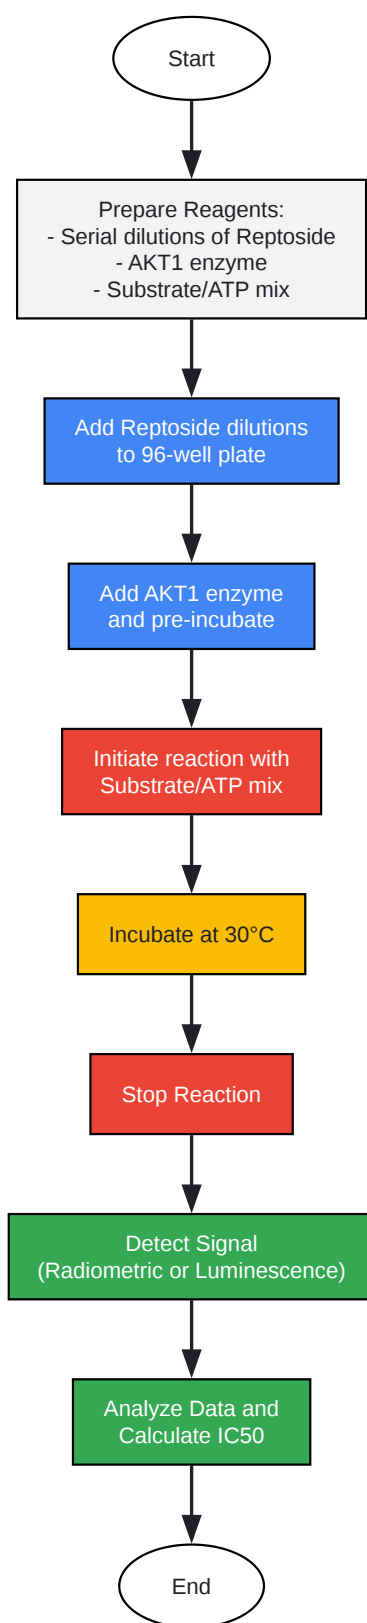 Start
Prepare Reagents:
- Serial dilutions of Reptoside
- AKT1 enzyme
- Substrate/ATP mix
Add Reptoside dilutions
to 96-well plate
Add AKT1 enzyme
and pre-incubate
Initiate reaction with
Substrate/ATP mix
Incubate at 30°C
Stop Reaction
Detect Signal
(Radiometric or Luminescence)
Analyze Data and
Calculate IC50
End